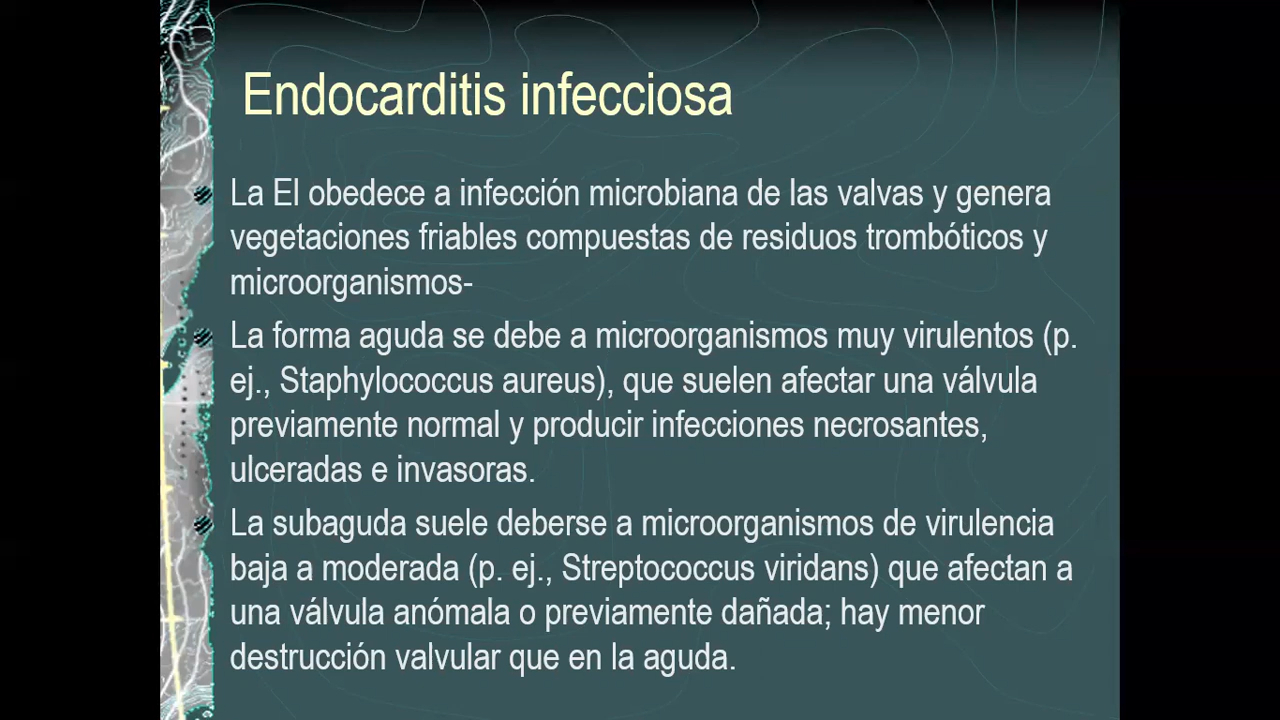 Endocarditis infecciosa
La EI obedece a infección microbiana de las valvas y genera
vegetaciones friables compuestas de residuos trombóticos y
microorganismos-
La forma aguda se debe a microorganismos muy virulentos (p.
ej., Staphylococcus aureus), que suelen afectar una válvula
previamente normal y producir infecciones necrosantes,
ulceradas e invasoras.
La subaguda suele deberse a microorganismos de virulencia
baja a moderada (p. ej., Streptococcus viridans) que afectan a
una válvula anómala o previamente dañada; hay menor
destrucción valvular que en la aguda.